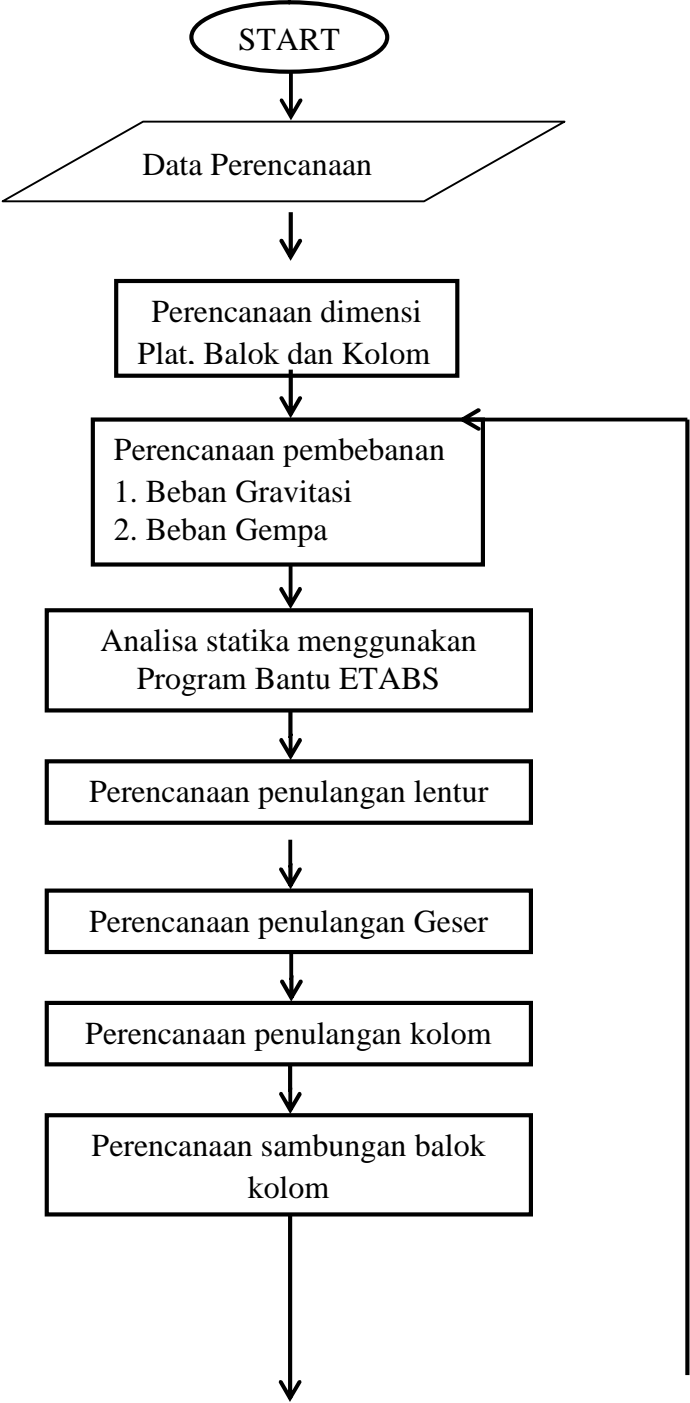 START
Data Perencanaan
Perencanaan dimensi
Plat. Balok dan Kolom
Perencanaan pembebanan
1. Beban Gravitasi
2. Beban Gempa
Analisa statika menggunakan
Program Bantu ETABS
Perencanaan penulangan lentur
Perencanaan penulangan Geser
Perencanaan penulangan kolom
Perencanaan sambungan balok
kolom